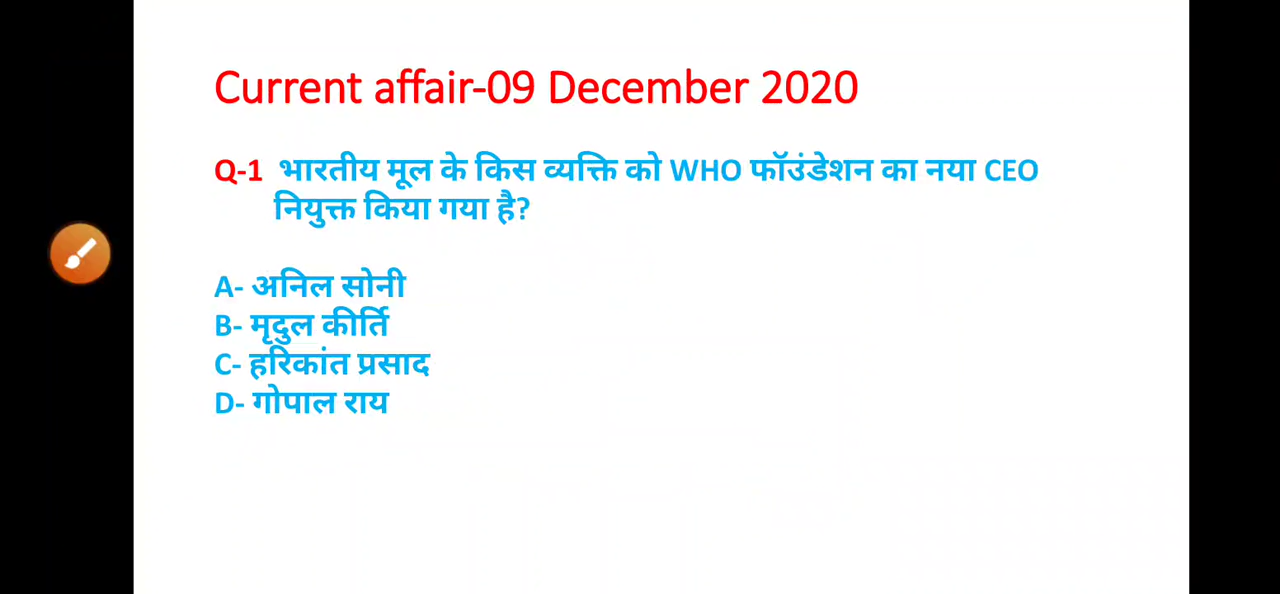 Current affair-09 December 2020
Q-1 भारतीय मूल के किस व्यक्ति को WHO फॉउंडेशन का नया CEO
नियुक्त किया गया है?
A- अनिल सोनी
B- मृदुल कीर्ति
C- हरिकांत प्रसाद
D- गोपाल राय